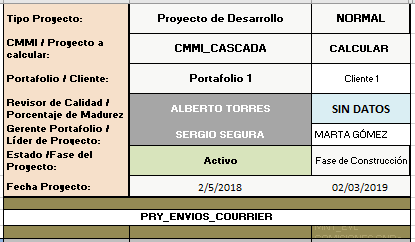 Tipo Proyecto: Proyecto de Desarrollo NORMAL
CMMI / Proyecto a calcular: CMMI_CASCADA CALCULAR
Portafolio / Cliente: Portafolio 1 Cliente 1
Revisor de Calidad / Porcentaje de Madurez ALBERTO TORRES SIN DATOS
Gerente Portafolio / Líder de Proyecto: SERGIO SEGURA MARTA GÓMEZ
Estado /Fase del Proyecto: Activo Fase de Construcción
Fecha Proyecto: 2/5/2018 02/03/2019
PRY_ENVIOS_COURRIER